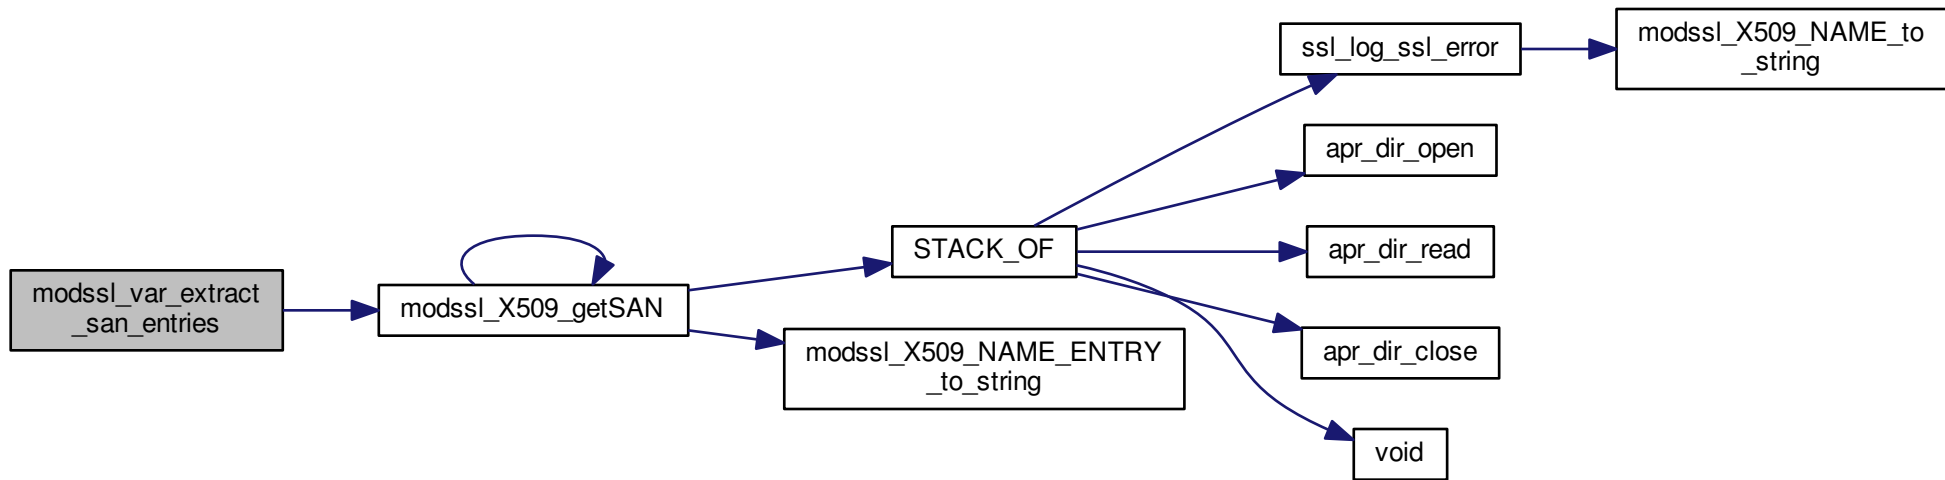 modssl_var_extract
_san_entries
modssl_X509_getSAN
STACK_OF
modssl_X509_NAME_ENTRY
_to_string
ssl_log_ssl_error
modssl_X509_NAME_to
_string
apr_dir_open
apr_dir_read
apr_dir_close
void